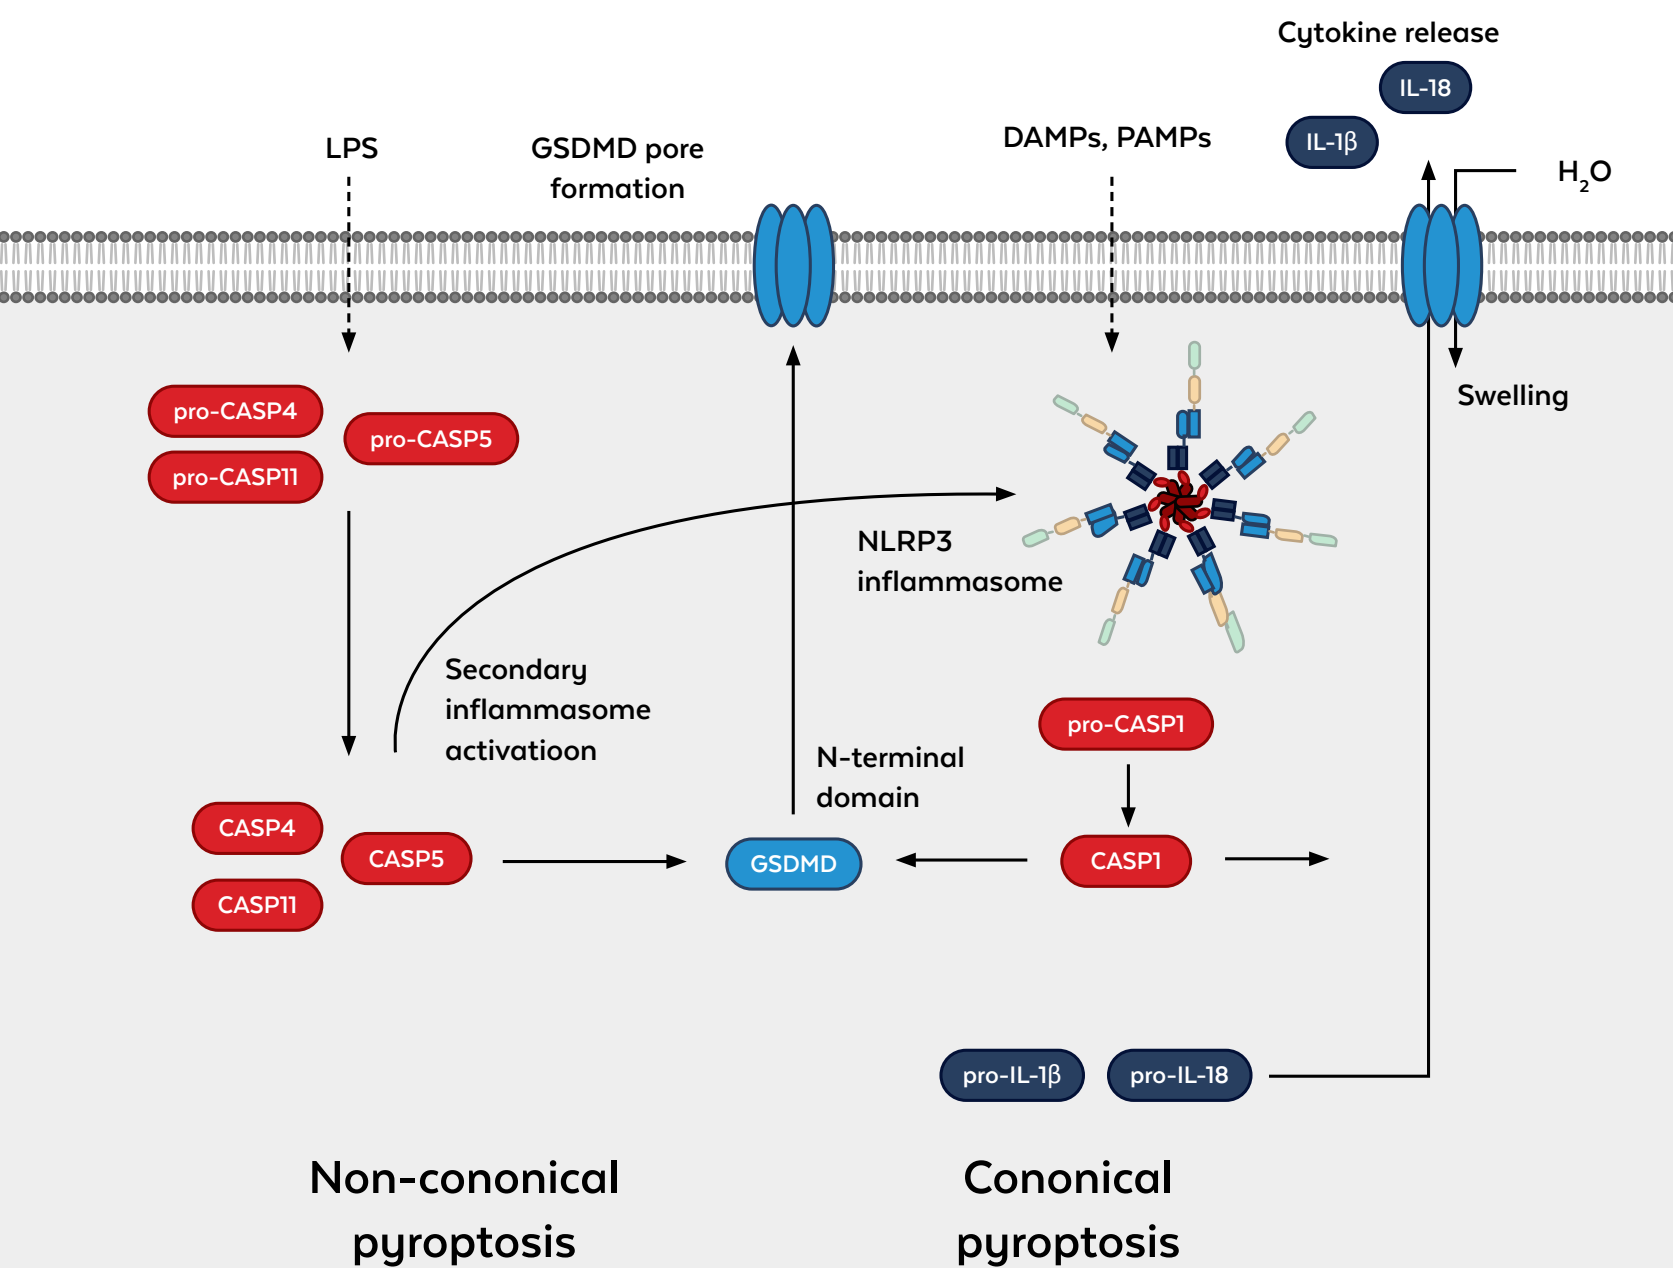 Cytokine release
IL-18
IL-1β
LPS
GSDMD pore
formation
DAMPs, PAMPs
H₂O
Swelling
pro-CASP4
pro-CASP5
pro-CASP11
NLRP3
inflammasome
Secondary
inflammasome
activatioon
pro-CASP1
N-terminal
domain
CASP4
CASP5
CASP11
GSDMD
CASP1
pro-IL-1β
pro-IL-18
Non-cononical
pyroptosis
Cononical
pyroptosis